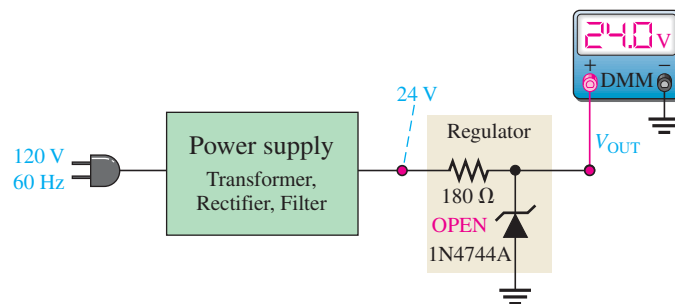 24.0 V
+ −
DMM
24 V
Regulator
120 V
60 Hz
Power supply
Transformer,
Rectifier, Filter
V_OUT
180 Ω
OPEN
1N4744A